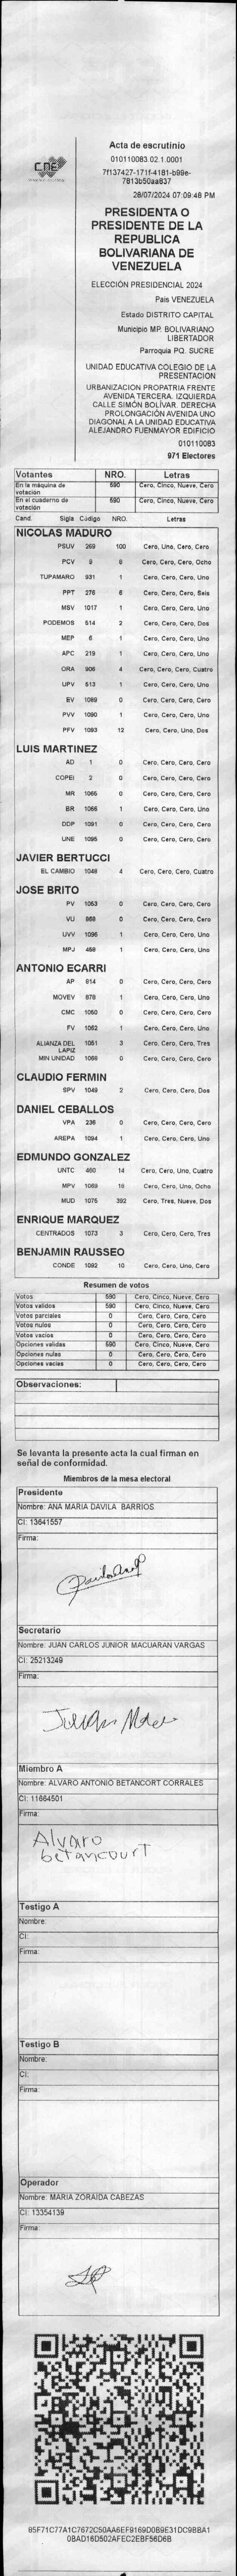 CNE
Acta de escrutinio
010110083.02.1.0001
7f137427-171f-4181-b99e-
7813b50aa837
28/07/2024 07:09:48 PM
PRESIDENTA O
PRESIDENTE DE LA
REPUBLICA
BOLIVARIANA DE
VENEZUELA
ELECCIÓN PRESIDENCIAL 2024
Pais VENEZUELA
Estado DISTRITO CAPITAL
Municipio MP. BOLIVARIANO
LIBERTADOR
Parroquia PQ. SUCRE
UNIDAD EDUCATIVA COLEGIO DE LA
PRESENTACIÓN
URBANIZACION PROPATRIA FRENTE
AVENIDA TERCERA. IZQUIERDA
CALLE SIMÓN BOLÍVAR. DERECHA
PROLONGACIÓN AVENIDA UNO
DIAGONAL A LA UNIDAD EDUCATIVA
ALEJANDRO FUENMAYOR EDIFICIO
010110083
971 Electores
Votantes NRO. Letras
En la máquina de votación 590 Cero, Cinco, Nueve, Cero
En el cuaderno de votación 590 Cero, Cinco, Nueve, Cero
Cand. Sigla Código NRO. Letras
NICOLAS MADURO
PSUV 269 100 Cero, Uno, Cero, Cero
PCV 9 8 Cero, Cero, Cero, Ocho
TUPAMARO 931 1 Cero, Cero, Cero, Uno
PPT 276 6 Cero, Cero, Cero, Seis
MSV 1017 1 Cero, Cero, Cero, Uno
PODEMOS 514 2 Cero, Cero, Cero, Dos
MEP 6 1 Cero, Cero, Cero, Uno
APC 219 1 Cero, Cero, Cero, Uno
ORA 906 4 Cero, Cero, Cero, Cuatro
UPV 513 1 Cero, Cero, Cero, Uno
EV 1089 0 Cero, Cero, Cero, Cero
PVV 1090 1 Cero, Cero, Cero, Uno
PFV 1093 12 Cero, Cero, Uno, Dos
LUIS MARTINEZ
AD 1 0 Cero, Cero, Cero, Cero
COPEI 2 0 Cero, Cero, Cero, Cero
MR 1065 0 Cero, Cero, Cero, Cero
BR 1066 1 Cero, Cero, Cero, Uno
DDP 1091 0 Cero, Cero, Cero, Cero
UNE 1095 0 Cero, Cero, Cero, Cero
JAVIER BERTUCCI
EL CAMBIO 1048 4 Cero, Cero, Cero, Cuatro
JOSE BRITO
PV 1053 0 Cero, Cero, Cero, Cero
VU 968 0 Cero, Cero, Cero, Cero
UVV 1096 1 Cero, Cero, Cero, Uno
MPJ 468 1 Cero, Cero, Cero, Uno
ANTONIO ECARRI
AP 814 0 Cero, Cero, Cero, Cero
MOVEV 878 1 Cero, Cero, Cero, Uno
CMC 1050 0 Cero, Cero, Cero, Cero
FV 1062 1 Cero, Cero, Cero, Uno
ALIANZA DEL LAPIZ 1051 3 Cero, Cero, Cero, Tres
MIN UNIDAD 1068 0 Cero, Cero, Cero, Cero
CLAUDIO FERMIN
SPV 1049 2 Cero, Cero, Cero, Dos
DANIEL CEBALLOS
VPA 236 0 Cero, Cero, Cero, Cero
AREPA 1094 1 Cero, Cero, Cero, Uno
EDMUNDO GONZALEZ
UNTC 460 14 Cero, Cero, Uno, Cuatro
MPV 1069 18 Cero, Cero, Uno, Ocho
MUD 1075 392 Cero, Tres, Nueve, Dos
ENRIQUE MARQUEZ
CENTRADOS 1073 3 Cero, Cero, Cero, Tres
BENJAMIN RAUSSEO
CONDE 1092 10 Cero, Cero, Uno, Cero
Resumen de votos
Votos 590 Cero, Cinco, Nueve, Cero
Votos validos 590 Cero, Cinco, Nueve, Cero
Votos parciales 0 Cero, Cero, Cero, Cero
Votos nulos 0 Cero, Cero, Cero, Cero
Votos vacios 0 Cero, Cero, Cero, Cero
Opciones validas 590 Cero, Cinco, Nueve, Cero
Opciones nulas 0 Cero, Cero, Cero, Cero
Opciones vacias 0 Cero, Cero, Cero, Cero
Observaciones:
Se levanta la presente acta la cual firman en
señal de conformidad.
Miembros de la mesa electoral
Presidente
Nombre: ANA MARIA DAVILA BARRIOS
CI: 13641557
Firma:
Secretario
Nombre: JUAN CARLOS JUNIOR MACUARAN VARGAS
CI: 25213249
Firma:
Miembro A
Nombre: ALVARO ANTONIO BETANCORT CORRALES
CI: 11664501
Firma:
Alvaro
betancourt
Testigo A
Nombre:
CI:
Firma:
Testigo B
Nombre:
CI:
Firma:
Operador
Nombre: MARIA ZORAIDA CABEZAS
CI: 13354139
Firma:
85F71C77A1C7672C50AA6EF9169D0B9E31DC9BBA1
0BAD16D502AFEC2EBF56D6B